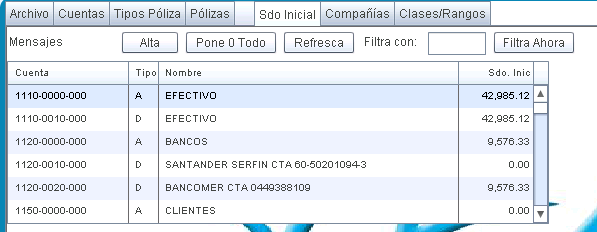 Archivo Cuentas Tipos Póliza Pólizas Sdo Inicial Compañías Clases/Rangos
Mensajes Alta Pone 0 Todo Refresca Filtra con: Filtra Ahora
Cuenta Tipo Nombre Sdo. Inic
1110-0000-000 A EFECTIVO 42,985.12
1110-0010-000 D EFECTIVO 42,985.12
1120-0000-000 A BANCOS 9,576.33
1120-0010-000 D SANTANDER SERFIN CTA 60-50201094-3 0.00
1120-0020-000 D BANCOMER CTA 0449388109 9,576.33
1150-0000-000 A CLIENTES 0.00